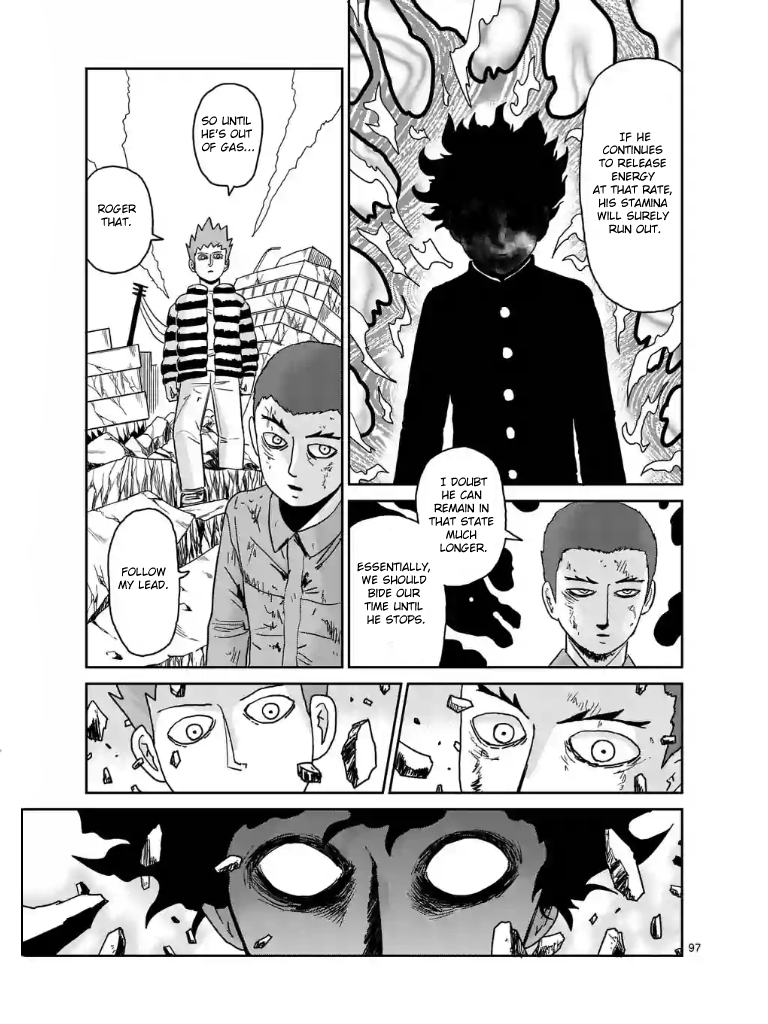 IF HE
CONTINUES
TO RELEASE
ENERGY
AT THAT RATE,
HIS STAMINA
WILL SURELY
RUN OUT.
I DOUBT
HE CAN
REMAIN IN
THAT STATE
MUCH
LONGER.
ESSENTIALLY,
WE SHOULD
BIDE OUR
TIME UNTIL
HE STOPS.
SO UNTIL
HE'S OUT
OF GAS...
ROGER
THAT.
FOLLOW
MY LEAD.
97